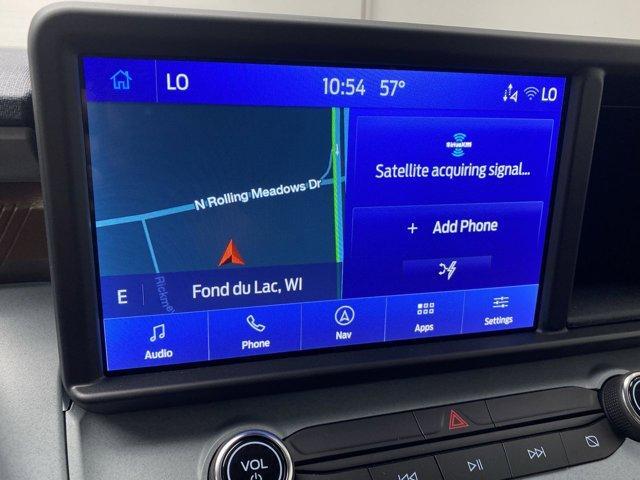 LO
10:54 57°
LO
SiriusXM
Satellite acquiring signal...
N Rolling Meadows Dr
+ Add Phone
E
Fond du Lac, WI
Audio
Phone
Nav
Apps
Settings
VOL